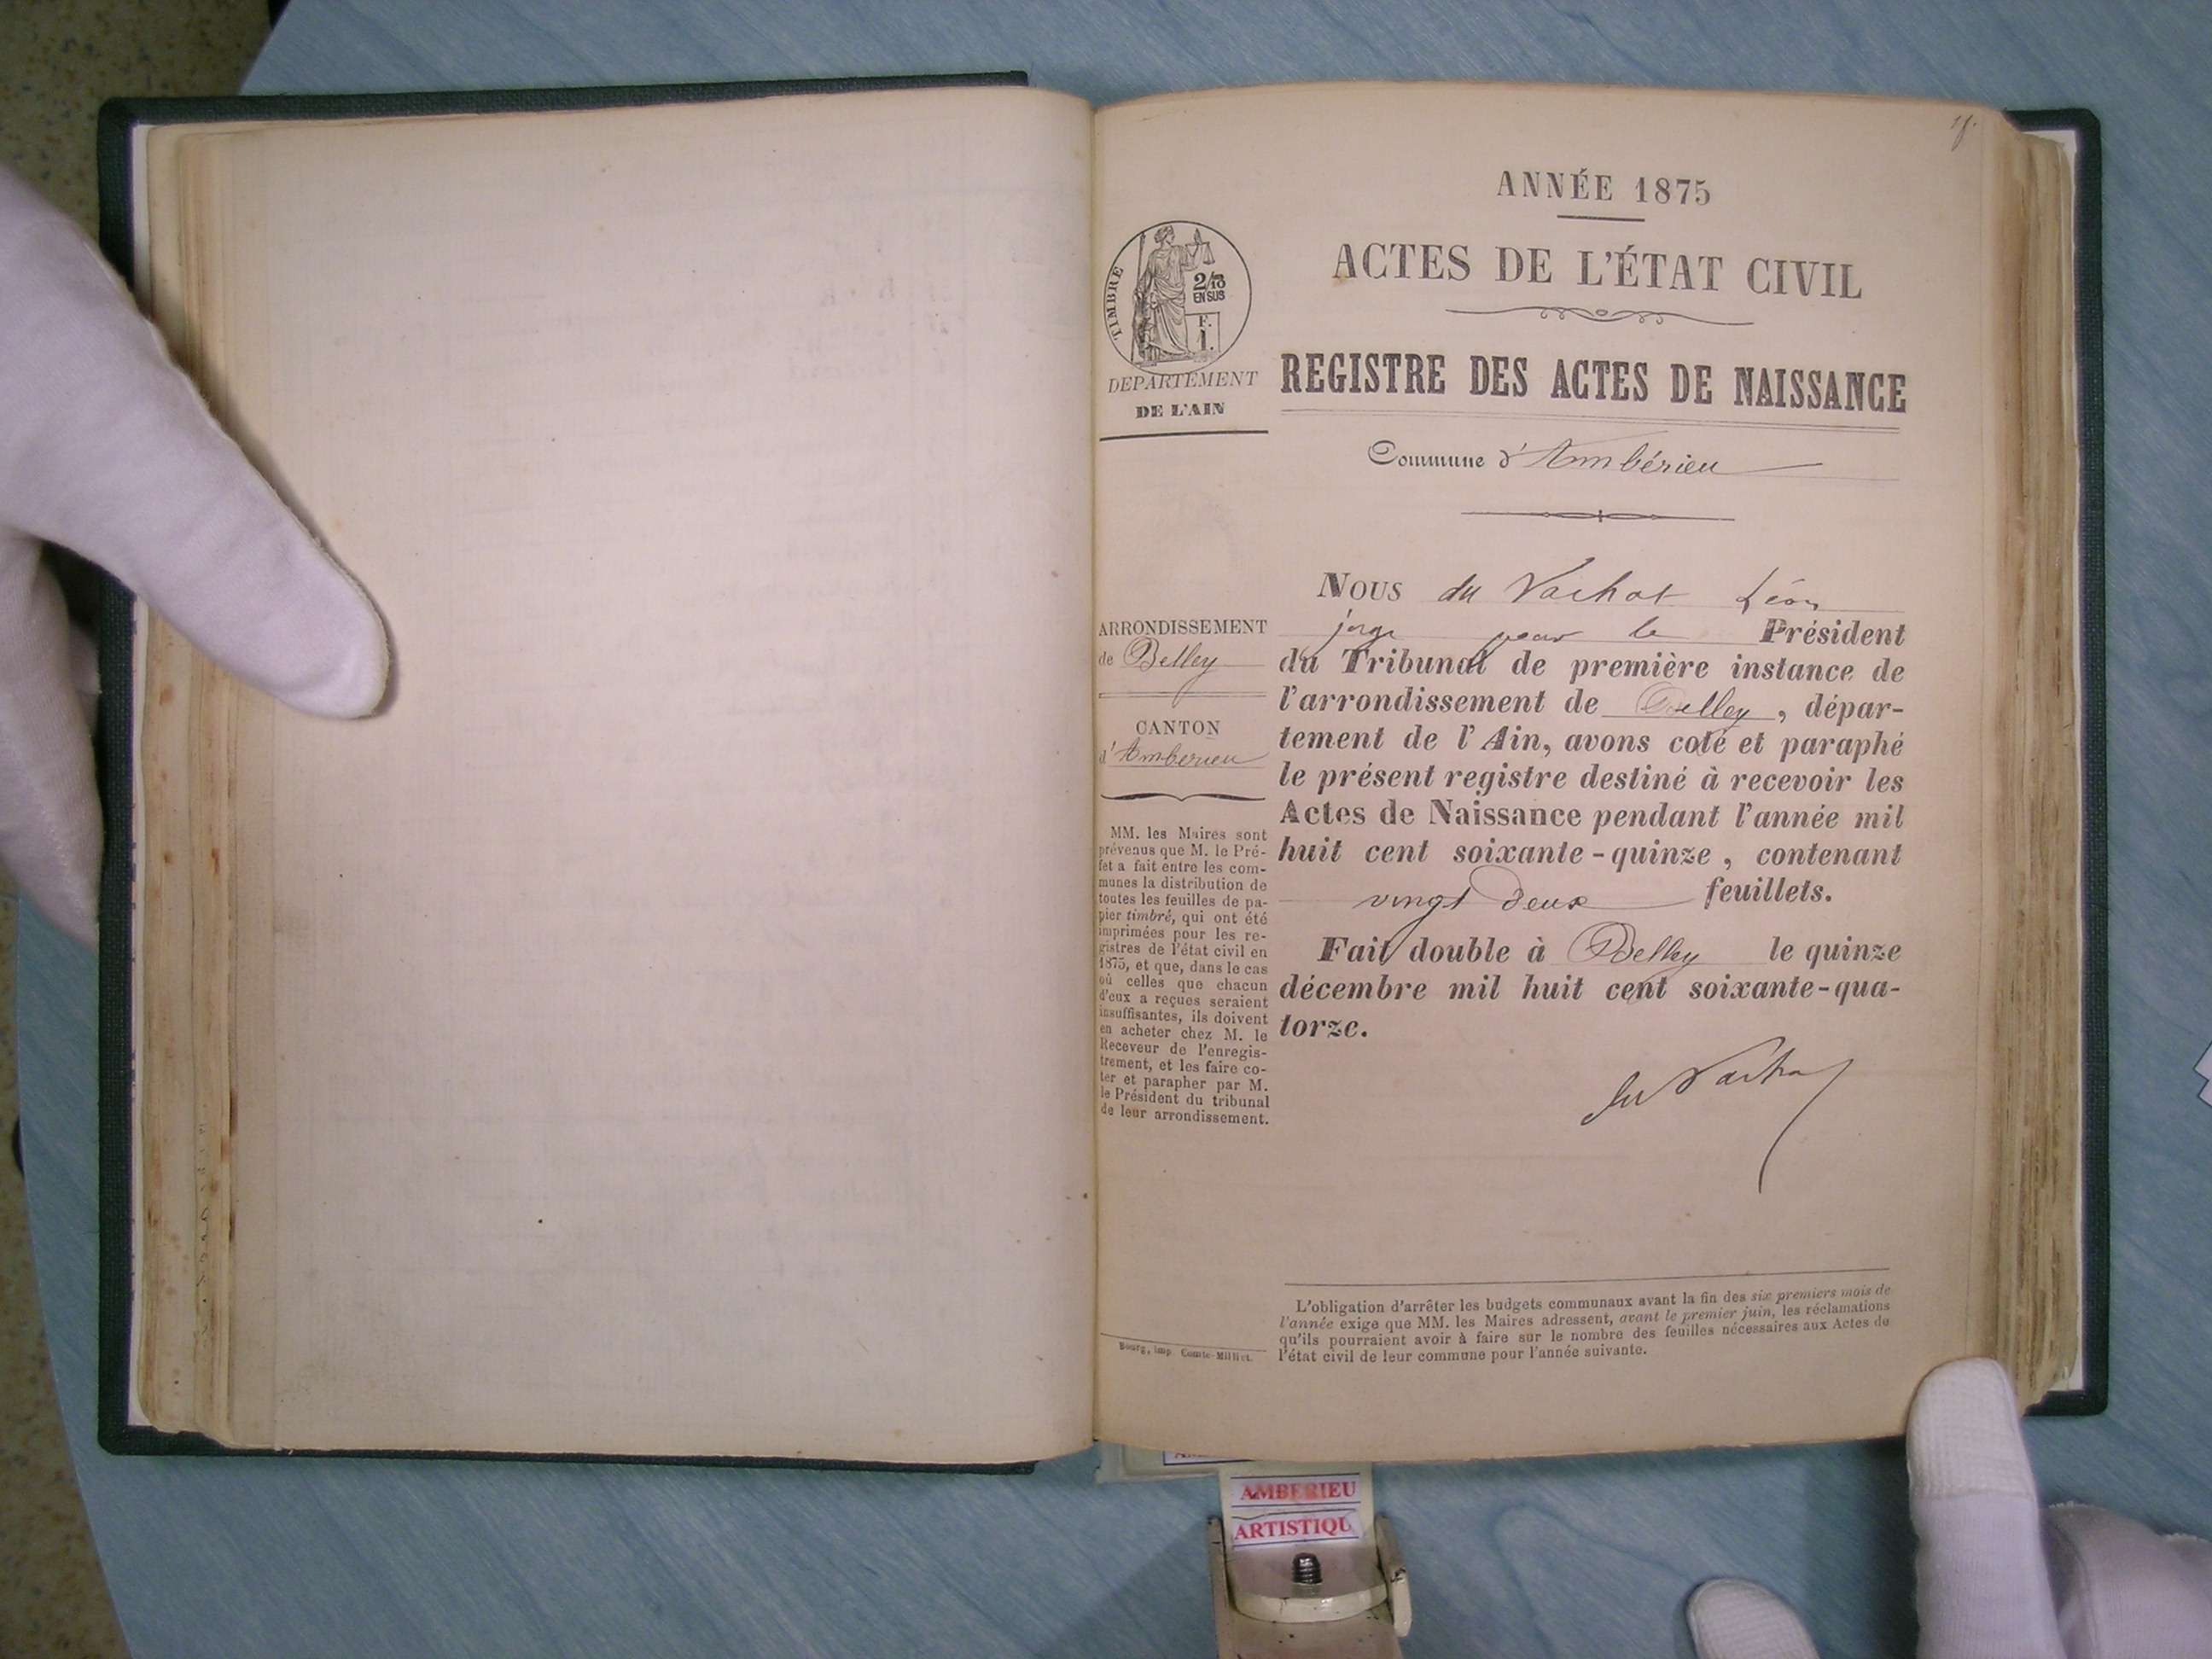 ANNÉE 1875
ACTES DE L'ÉTAT CIVIL
TIMBRE
2/10
EN SUS
F.
1.
DEPARTEMENT
DE L'AIN
REGISTRE DES ACTES DE NAISSANCE
Commune d'Ambérieu
ARRONDISSEMENT
de Belley
CANTON
d'Amberieu
MM. les Maires sont
prévenus que M. le Pré-
fet a fait entre les com-
munes la distribution de
toutes les feuilles de pa-
pier timbré, qui ont été
imprimées pour les re-
gistres de l'état civil en
1875, et que, dans le cas
où celles que chacun
d'eux a reçues seraient
insuffisantes, ils doivent
en acheter chez M. le
Receveur de l'enregis-
trement, et les faire co-
ter et parapher par M.
le Président du tribunal
de leur arrondissement.
Bourg, imp. Comte-Milliet.
NOUS du Vachat Léon
juge pour le Président
du Tribunal de première instance de
l'arrondissement de Belley, dépar-
tement de l'Ain, avons coté et paraphé
le présent registre destiné à recevoir les
Actes de Naissance pendant l'année mil
huit cent soixante-quinze, contenant
vingt deux feuillets.
Fait double à Belley le quinze
décembre mil huit cent soixante-qua-
torze.
du Vachat
L'obligation d'arrêter les budgets communaux avant la fin des six premiers mois de
l'année exige que MM. les Maires adressent, avant le premier juin, les réclamations
qu'ils pourraient avoir à faire sur le nombre des feuilles nécessaires aux Actes de
l'état civil de leur commune pour l'année suivante.
AMBERIEU
ARTISTIQU